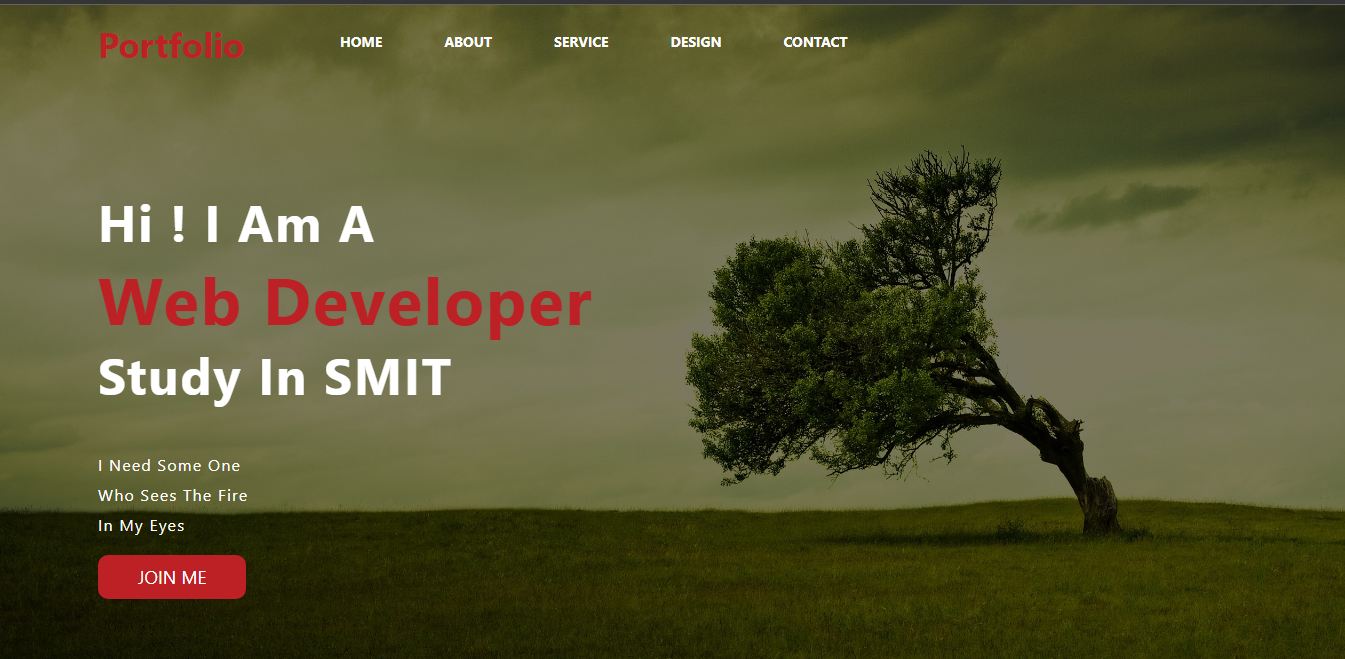 Portfolio HOME ABOUT SERVICE DESIGN CONTACT
Hi ! I Am A
Web Developer
Study In SMIT
I Need Some One
Who Sees The Fire
In My Eyes
JOIN ME